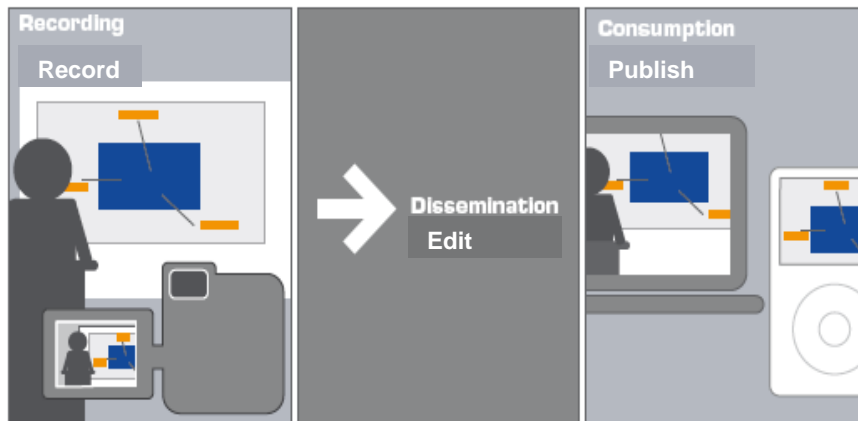 Recording
Record
Dissemination
Edit
Consumption
Publish